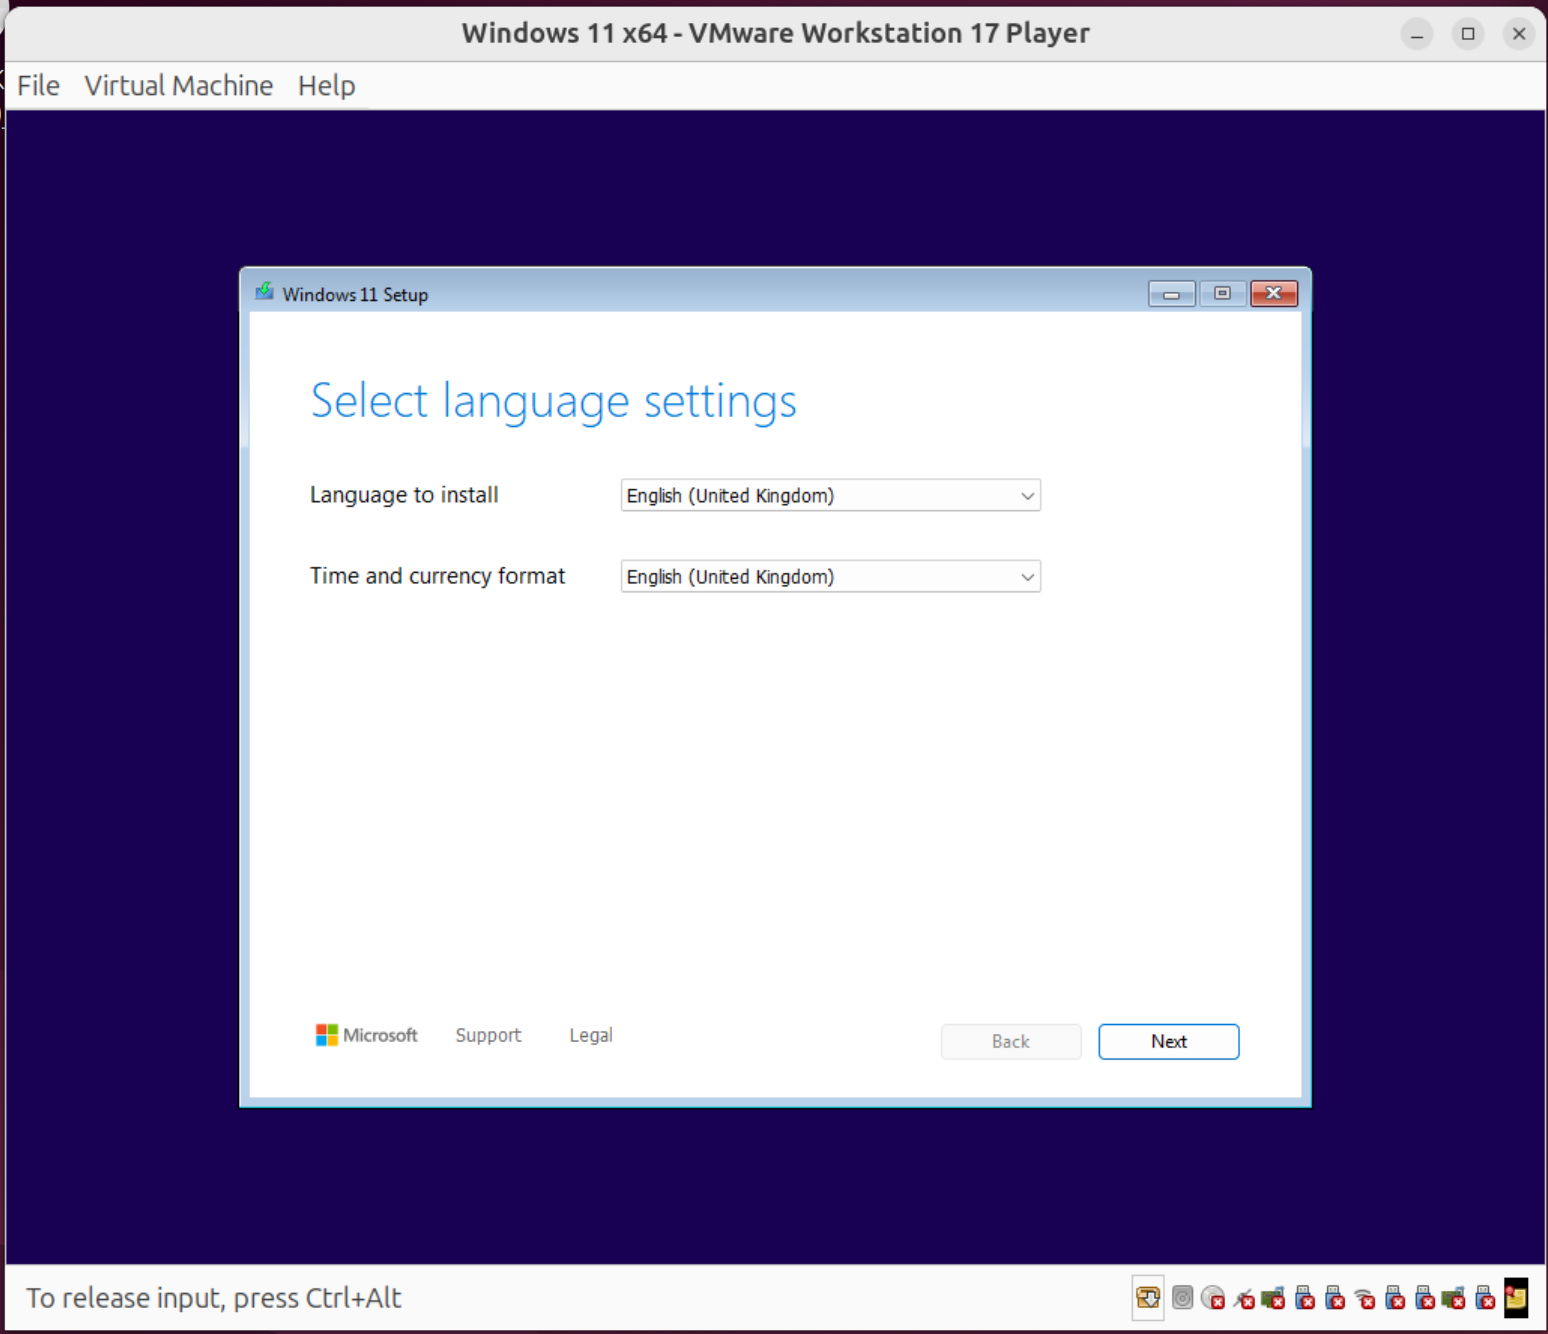 Windows 11 x64 - VMware Workstation 17 Player
File Virtual Machine Help
Windows 11 Setup
Select language settings
Language to install English (United Kingdom)
Time and currency format English (United Kingdom)
Microsoft Support Legal Back Next
To release input, press Ctrl+Alt